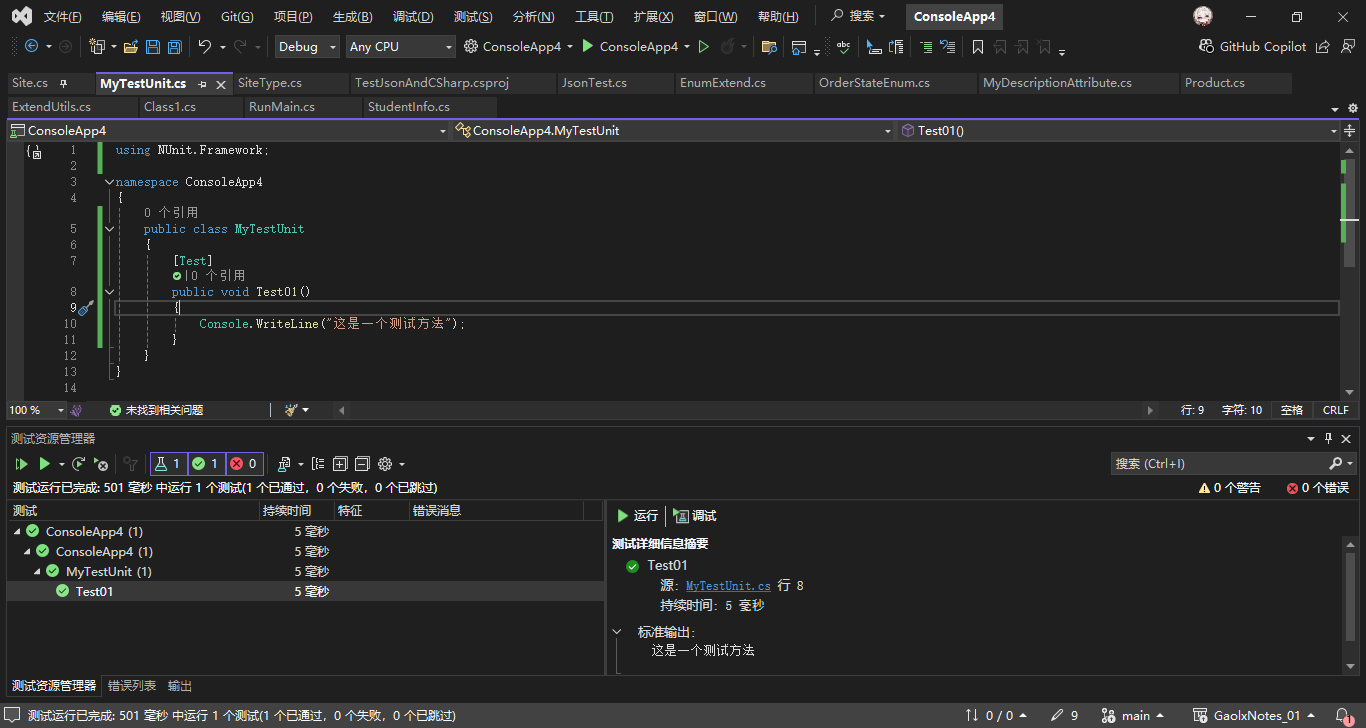 文件(F) 编辑(E) 视图(V) Git(G) 项目(P) 生成(B) 调试(D) 测试(S) 分析(N) 工具(T) 扩展(X) 窗口(W) 帮助(H) 搜索 ConsoleApp4
Debug Any CPU ConsoleApp4 ConsoleApp4 abc GitHub Copilot
Site.cs MyTestUnit.cs SiteType.cs TestJsonAndCSharp.csproj JsonTest.cs EnumExtend.cs OrderStateEnum.cs MyDescriptionAttribute.cs Product.cs
ExtendUtils.cs Class1.cs RunMain.cs StudentInfo.cs
ConsoleApp4 ConsoleApp4.MyTestUnit Test01()
1 using NUnit.Framework;
2
3 namespace ConsoleApp4
4 {
0 个引用
5 public class MyTestUnit
6 {
7 [Test]
|0 个引用
8 public void Test01()
9 {
10 Console.WriteLine("这是一个测试方法");
11 }
12 }
13 }
14
100 % 未找到相关问题 行: 9 字符: 10 空格 CRLF
测试资源管理器
1 1 0 搜索 (Ctrl+I)
测试运行已完成: 501 毫秒 中运行 1 个测试(1 个已通过，0 个失败，0 个已跳过) 0 个警告 0 个错误
测试 持续时间 特征 错误消息
ConsoleApp4 (1) 5 毫秒
ConsoleApp4 (1) 5 毫秒
MyTestUnit (1) 5 毫秒
Test01 5 毫秒
运行 调试
测试详细信息摘要
Test01
源: MyTestUnit.cs 行 8
持续时间: 5 毫秒
标准输出:
这是一个测试方法
测试资源管理器 错误列表 输出
测试运行已完成: 501 毫秒 中运行 1 个测试(1 个已通过，0 个失败，0 个已跳过) 0 / 0 9 main GaolxNotes_01 1